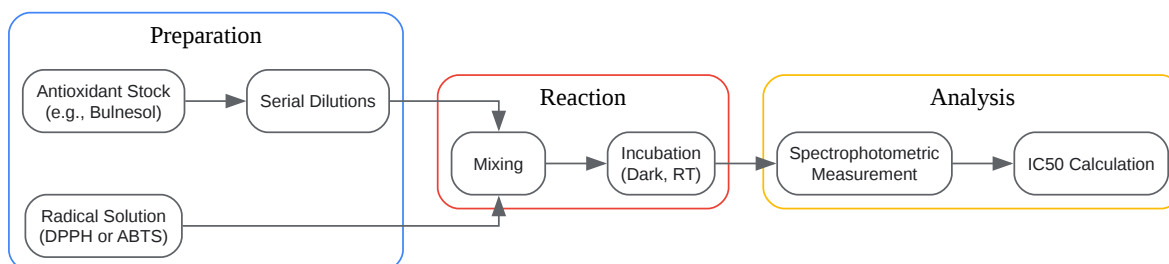 Preparation
Antioxidant Stock
(e.g., Bulnesol)
Serial Dilutions
Radical Solution
(DPPH or ABTS)
Reaction
Mixing
Incubation
(Dark, RT)
Analysis
Spectrophotometric
Measurement
IC50 Calculation